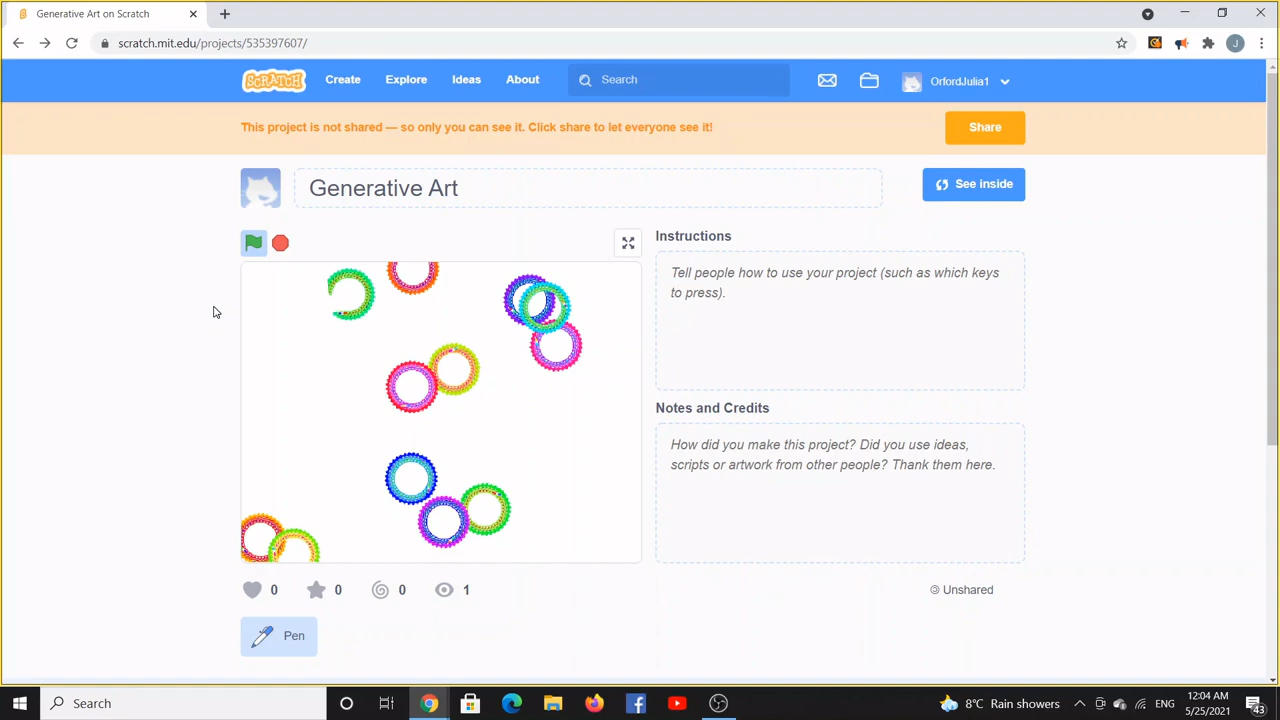 Generative Art on Scratch
scratch.mit.edu/projects/535397607/
J
SCRATCH Create Explore Ideas About Search OrfordJulia1
This project is not shared — so only you can see it. Click share to let everyone see it! Share
Generative Art See inside
Instructions
Tell people how to use your project (such as which keys
to press).
Notes and Credits
How did you make this project? Did you use ideas,
scripts or artwork from other people? Thank them here.
0 0 0 1 Unshared
Pen
Search 8°C Rain showers 12:04 AM
5/25/2021
43